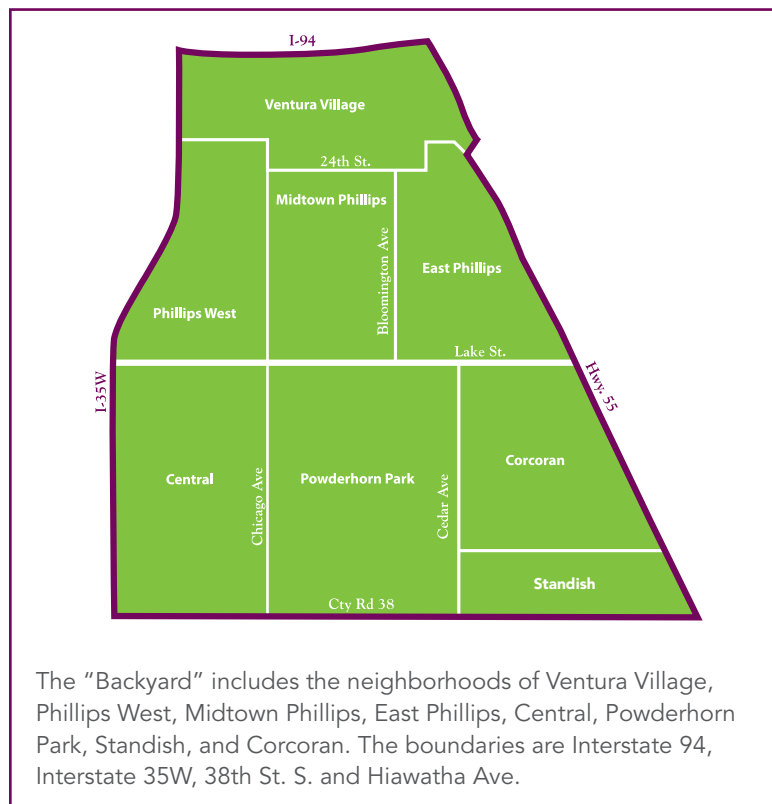 I-94
Ventura Village
24th St.
Midtown Phillips
Bloomington Ave
East Phillips
Phillips West
Lake St.
I-35W
Hwy. 55
Central
Chicago Ave
Powderhorn Park
Cedar Ave
Corcoran
Standish
Cty Rd 38
The “Backyard” includes the neighborhoods of Ventura Village,
Phillips West, Midtown Phillips, East Phillips, Central, Powderhorn
Park, Standish, and Corcoran. The boundaries are Interstate 94,
Interstate 35W, 38th St. S. and Hiawatha Ave.